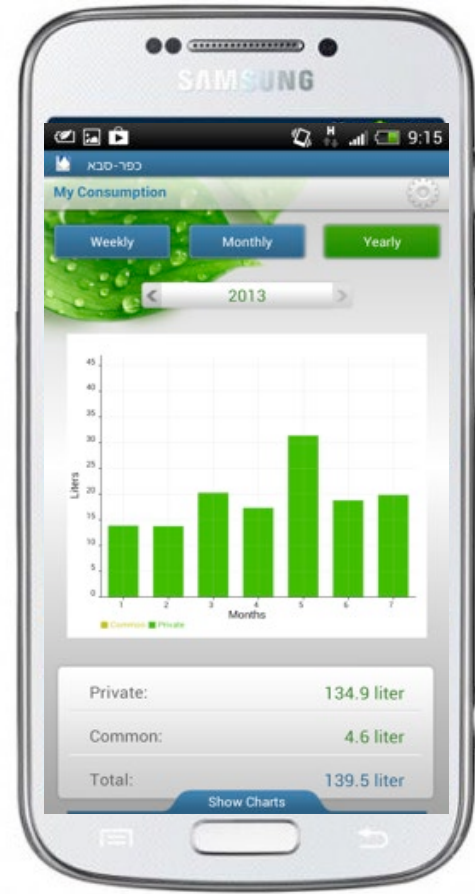 SAMSUNG
H 9:15
כפר-סבא
My Consumption
Weekly Monthly Yearly
< 2013 >
45
40
35
30
25
20
15
10
5
0
Liters
1 2 3 4 5 6 7
Months
Common Private
Private: 134.9 liter
Common: 4.6 liter
Total: 139.5 liter
Show Charts